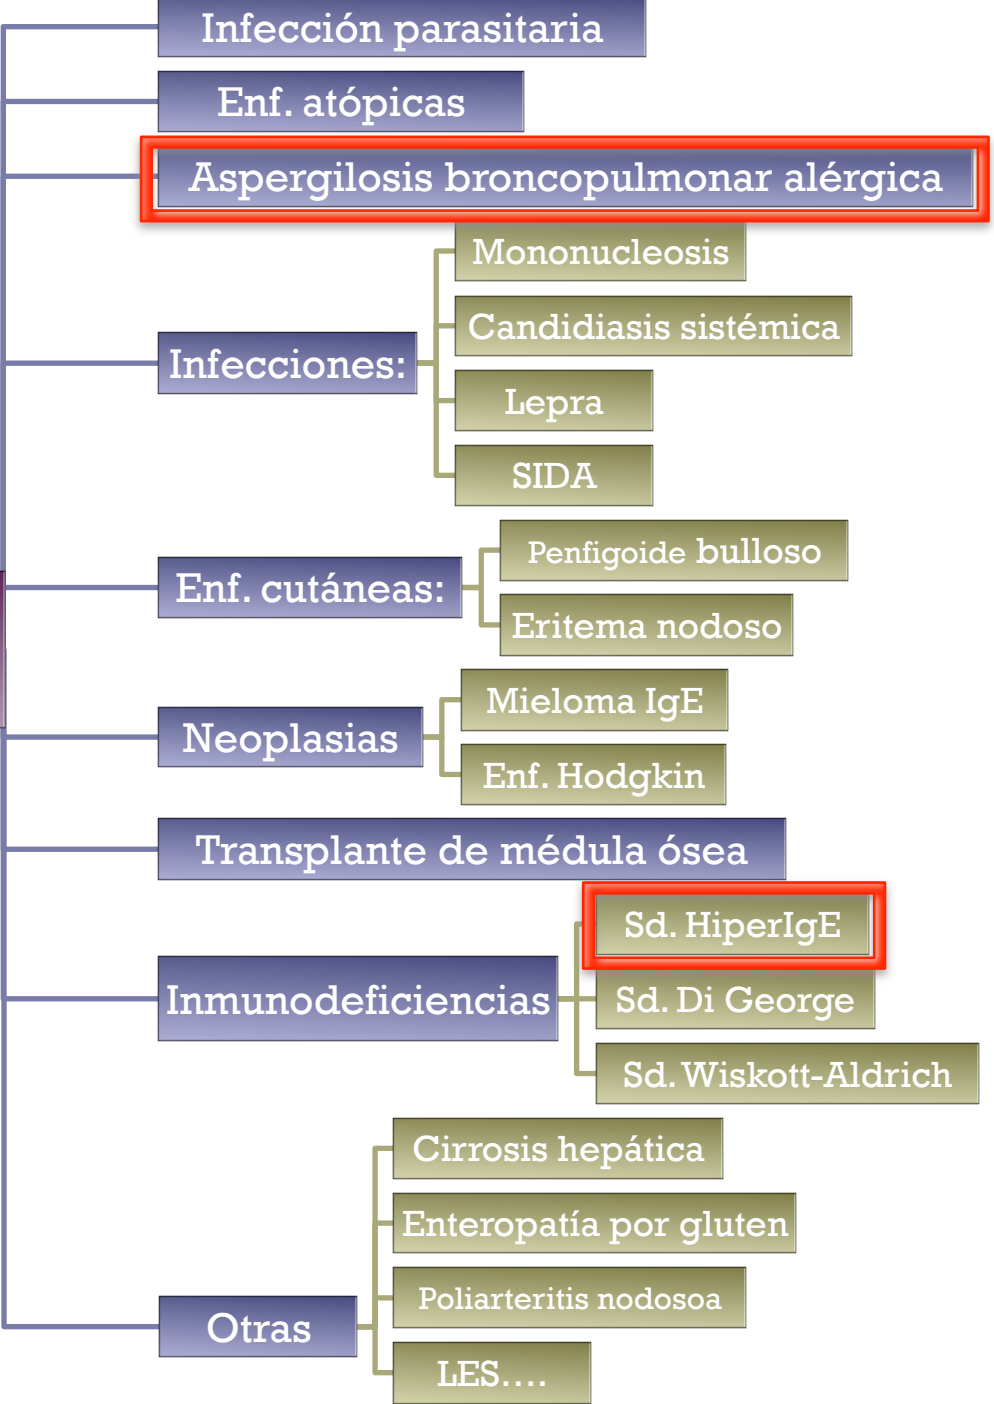 Infección parasitaria
Enf. atópicas
Aspergilosis broncopulmonar alérgica
Infecciones:
Mononucleosis
Candidiasis sistémica
Lepra
SIDA
Enf. cutáneas:
Penfigoide bulloso
Eritema nodoso
Neoplasias
Mieloma IgE
Enf. Hodgkin
Transplante de médula ósea
Inmunodeficiencias
Sd. HiperIgE
Sd. Di George
Sd. Wiskott-Aldrich
Otras
Cirrosis hepática
Enteropatía por gluten
Poliarteritis nodosoa
LES....